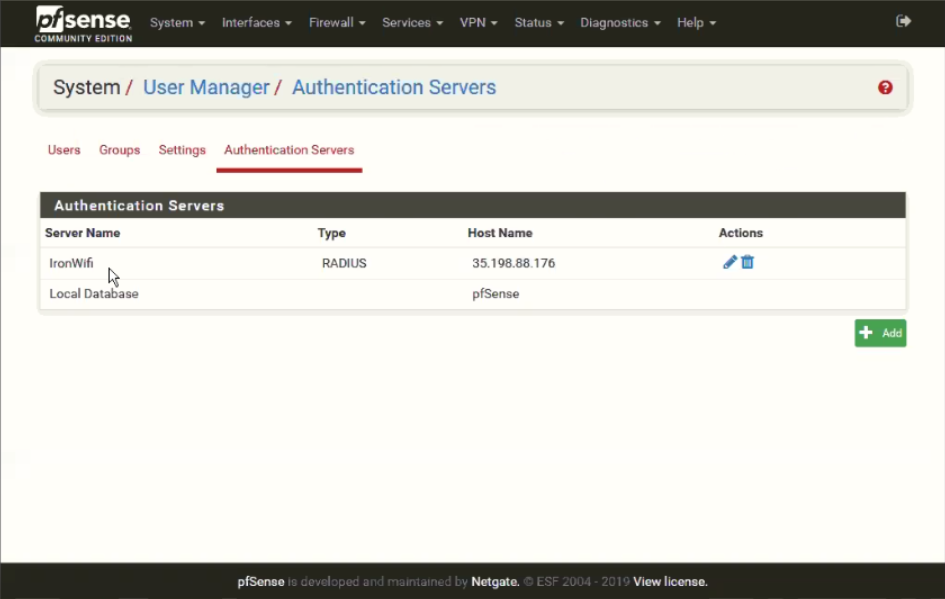 pfsense
COMMUNITY EDITION
System Interfaces Firewall Services VPN Status Diagnostics Help
System / User Manager / Authentication Servers
Users Groups Settings Authentication Servers
Authentication Servers
Server Name Type Host Name Actions
IronWifi RADIUS 35.198.88.176
Local Database pfSense
+ Add
pfSense is developed and maintained by Netgate. © ESF 2004 - 2019 View license.